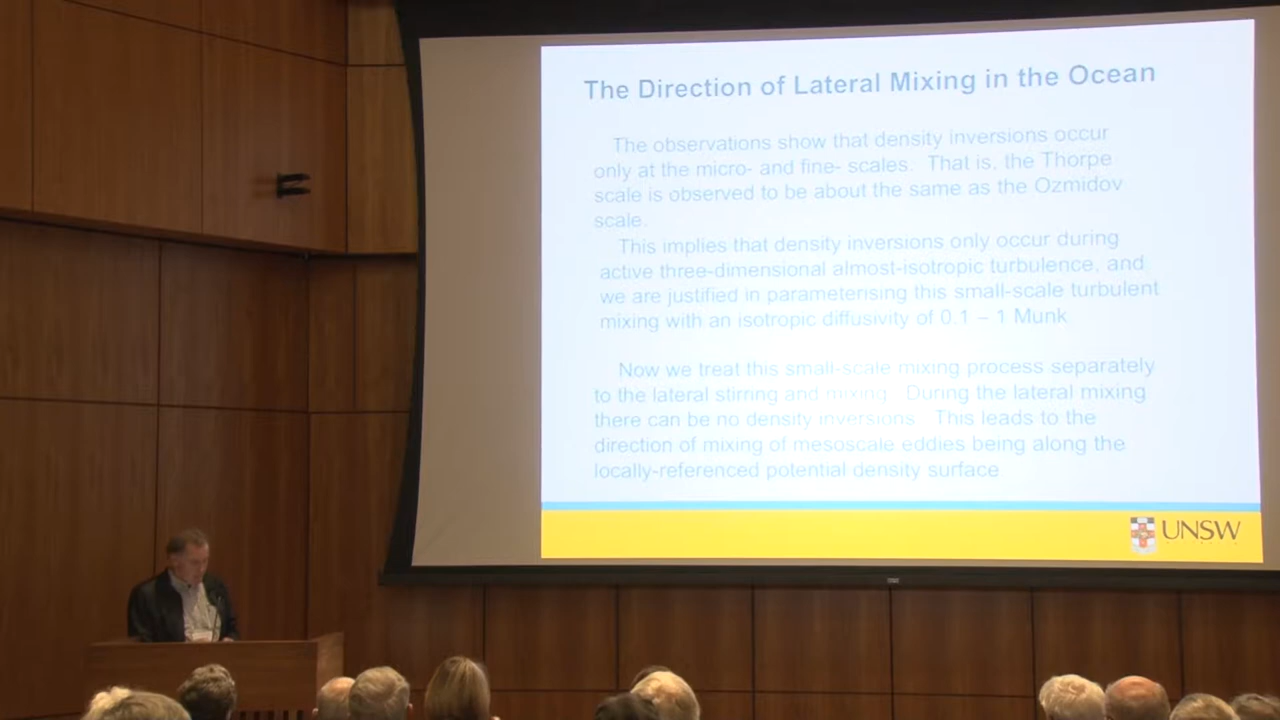 The Direction of Lateral Mixing in the Ocean
The observations show that density inversions occur
only at the micro- and fine- scales. That is, the Thorpe
scale is observed to be about the same as the Ozmidov
scale.
This implies that density inversions only occur during
active three-dimensional almost-isotropic turbulence, and
we are justified in parameterising this small-scale turbulent
mixing with an isotropic diffusivity of 0.1 – 1 Munk
Now we treat this small-scale mixing process separately
to the lateral stirring and mixing. During the lateral mixing
there can be no density inversions. This leads to the
direction of mixing of mesoscale eddies being along the
locally-referenced potential density surface
UNSW